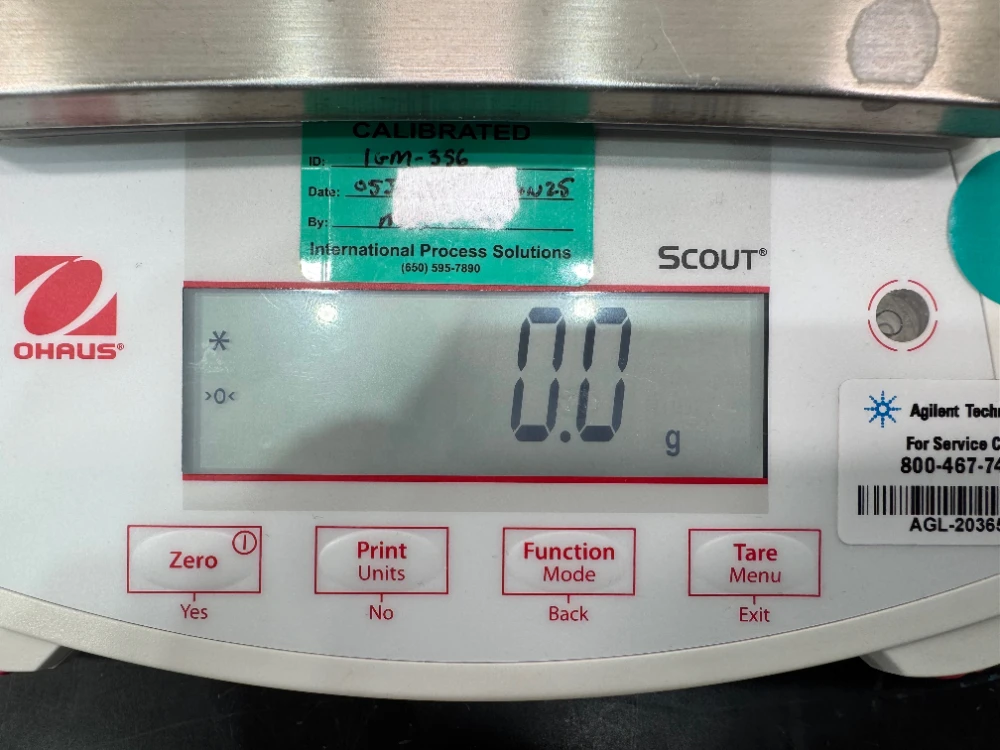 CALIBRATED
ID: IGM-356
Date:
By:
International Process Solutions
(650) 595-7890
SCOUT®
OHAUS®
*
>0<
0.0 g
Agilent Techn
For Service C
800-467-74
AGL-20365
Zero
Yes
Print
Units
No
Function
Mode
Back
Tare
Menu
Exit